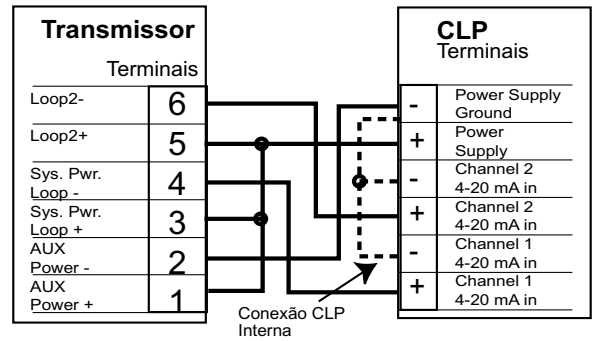 Transmissor
Terminais
Loop2-
6
Loop2+
5
Sys. Pwr.
Loop -
4
Sys. Pwr.
Loop +
3
AUX
Power -
2
AUX
Power +
1
CLP
Terminais
-
Power Supply
Ground
+
Power
Supply
-
Channel 2
4-20 mA in
+
Channel 2
4-20 mA in
-
Channel 1
4-20 mA in
+
Channel 1
4-20 mA in
Conexão CLP
Interna